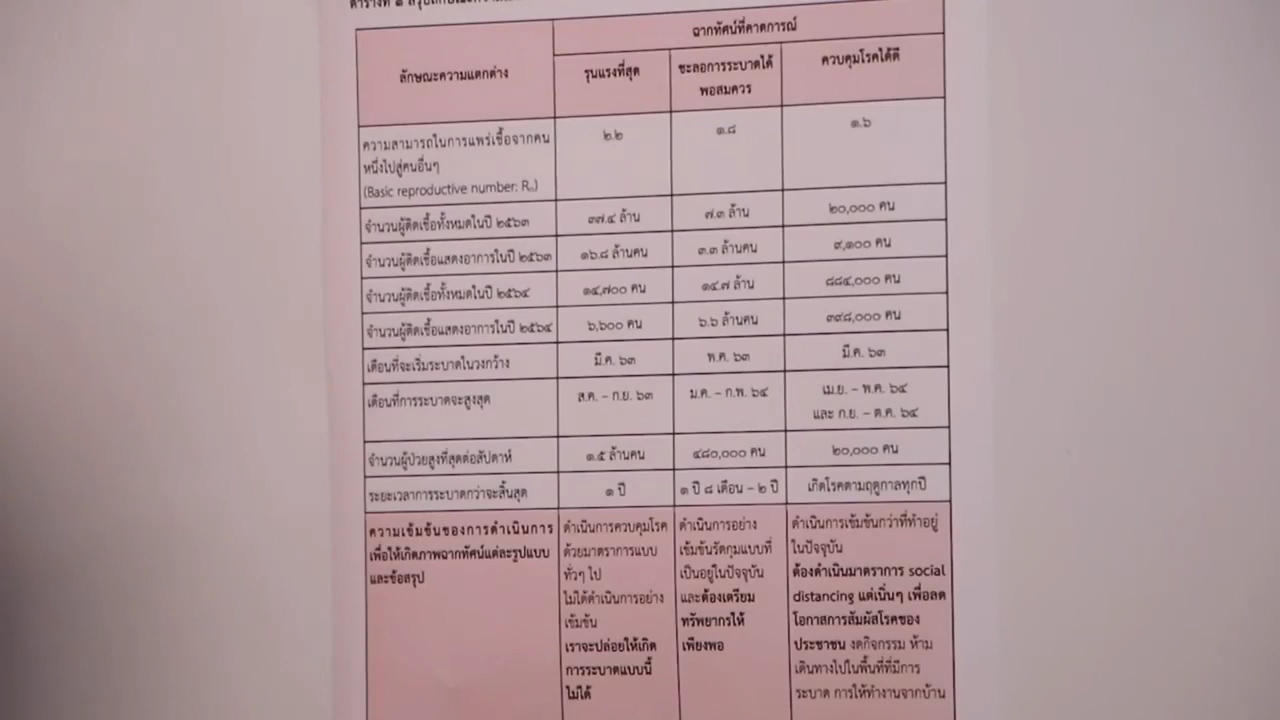 ตารางที่ ๑
ฉากทัศน์ที่คาดการณ์
ลักษณะความแตกต่าง
รุนแรงที่สุด
ชะลอการระบาดได้
พอสมควร
ควบคุมโรคได้ดี
ความสามารถในการแพร่เชื้อจากคน
หนึ่งไปสู่คนอื่นๆ
(Basic reproductive number: R₀)
๒.๒
๑.๘
๑.๖
จำนวนผู้ติดเชื้อทั้งหมดในปี ๒๕๖๓
๓๗.๔ ล้าน
๗.๓ ล้าน
๒๐,๐๐๐ คน
จำนวนผู้ติดเชื้อแสดงอาการในปี ๒๕๖๓
๑๖.๘ ล้านคน
๓.๓ ล้านคน
๙,๑๐๐ คน
จำนวนผู้ติดเชื้อทั้งหมดในปี ๒๕๖๔
๑๔,๗๐๐ คน
๑๔.๗ ล้าน
๘๘๔,๐๐๐ คน
จำนวนผู้ติดเชื้อแสดงอาการในปี ๒๕๖๔
๖,๖๐๐ คน
๖.๖ ล้านคน
๓๙๘,๐๐๐ คน
เดือนที่จะเริ่มระบาดในวงกว้าง
มี.ค. ๖๓
พ.ค. ๖๓
มี.ค. ๖๓
เดือนที่การระบาดจะสูงสุด
ส.ค. – ก.ย. ๖๓
ม.ค. – ก.พ. ๖๔
เม.ย. – พ.ค. ๖๔
และ ก.ย. – ต.ค. ๖๔
จำนวนผู้ป่วยสูงที่สุดต่อสัปดาห์
๑.๕ ล้านคน
๔๘๐,๐๐๐ คน
๒๐,๐๐๐ คน
ระยะเวลาการระบาดกว่าจะสิ้นสุด
๑ ปี
๑ ปี ๘ เดือน – ๒ ปี
เกิดโรคตามฤดูกาลทุกปี
ความเข้มข้นของการดำเนินการ
เพื่อให้เกิดภาพฉากทัศน์แต่ละรูปแบบ
และข้อสรุป
ดำเนินการควบคุมโรค
ด้วยมาตราการแบบ
ทั่วๆ ไป
ไม่ได้ดำเนินการอย่าง
เข้มข้น
เราจะปล่อยให้เกิด
การระบาดแบบนี้
ไม่ได้
ดำเนินการอย่าง
เข้มข้นรัดกุมแบบที่
เป็นอยู่ในปัจจุบัน
และต้องเตรียม
ทรัพยากรให้
เพียงพอ
ดำเนินการเข้มข้นกว่าที่ทำอยู่
ในปัจจุบัน
ต้องดำเนินมาตราการ social
distancing แต่เนิ่นๆ เพื่อลด
โอกาสการสัมผัสโรคของ
ประชาชน งดกิจกรรม ห้าม
เดินทางไปในพื้นที่ที่มีการ
ระบาด การให้ทำงานจากบ้าน